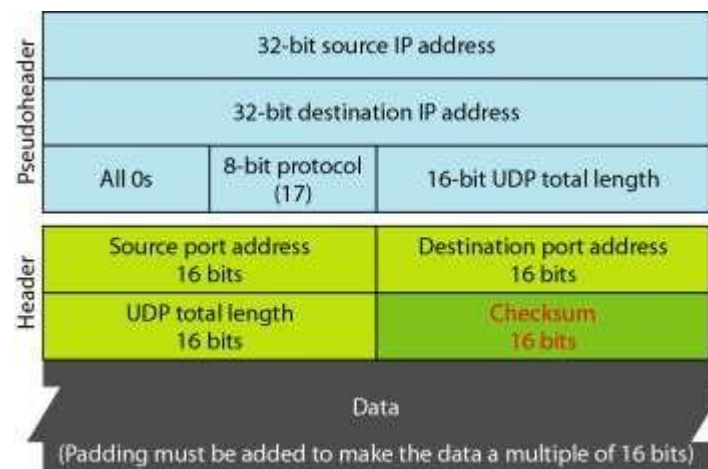 Pseudoheader
32-bit source IP address
32-bit destination IP address
All 0s
8-bit protocol
(17)
16-bit UDP total length
Header
Source port address
16 bits
Destination port address
16 bits
UDP total length
16 bits
Checksum
16 bits
Data
(Padding must be added to make the data a multiple of 16 bits)